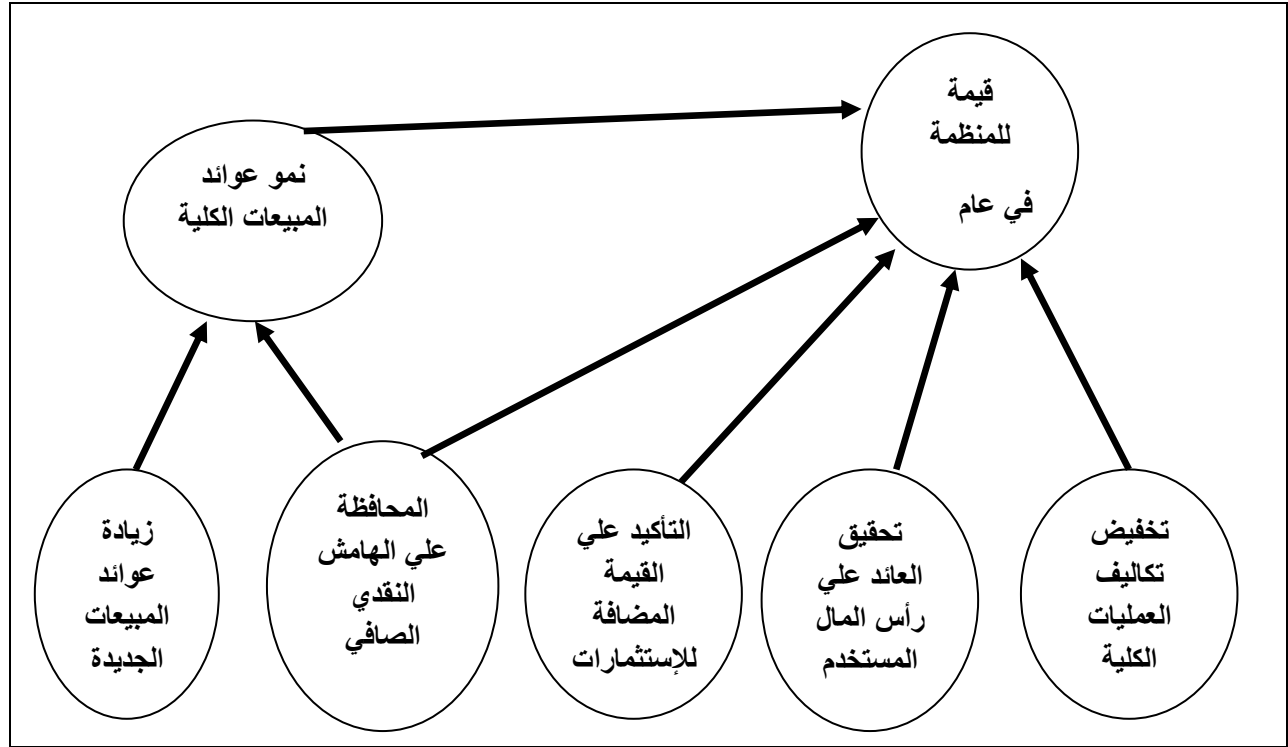 قيمة
للمنظمة
في عام
نمو عوائد
المبيعات الكلية
تخفيض
تكاليف
العمليات
الكلية
تحقيق
العائد علي
رأس المال
المستخدم
التأكيد علي
القيمة
المضافة
للإستثمارات
المحافظة
علي الهامش
النقدي
الصافي
زيادة
عوائد
المبيعات
الجديدة